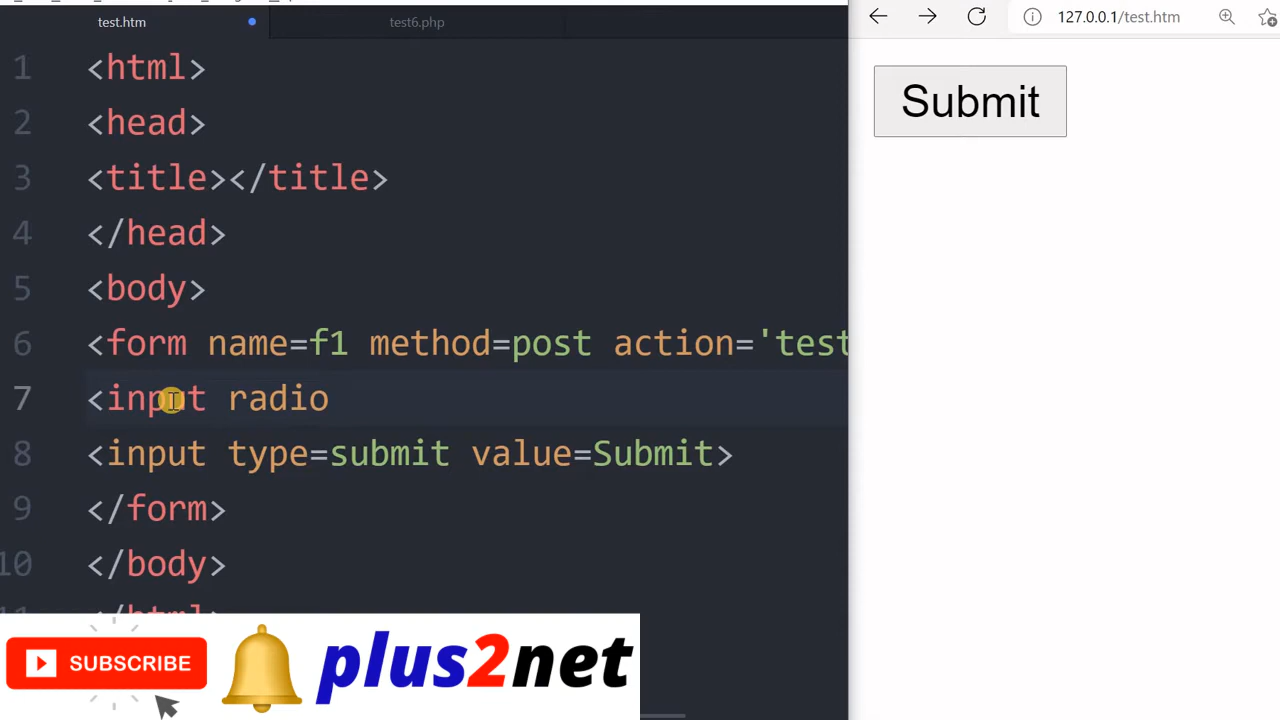 test.htm
test6.php
127.0.0.1/test.htm
1 <html>
2 <head>
3 <title></title>
4 </head>
5 <body>
6 <form name=f1 method=post action='test
7 <input radio
8 <input type=submit value=Submit>
9 </form>
10 </body>
</html>
Submit
SUBSCRIBE
plus2net